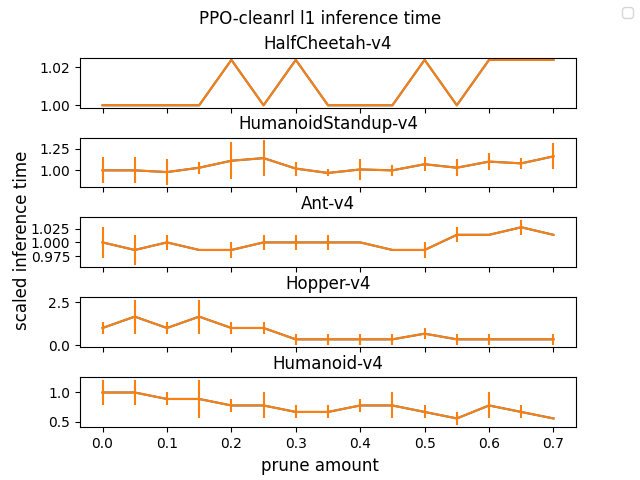 PPO-cleanrl l1 inference time
HalfCheetah-v4
1.02
1.00
HumanoidStandup-v4
1.25
1.00
Ant-v4
1.025
1.000
0.975
Hopper-v4
2.5
0.0
Humanoid-v4
1.0
0.5
0.0 0.1 0.2 0.3 0.4 0.5 0.6 0.7
prune amount
scaled inference time